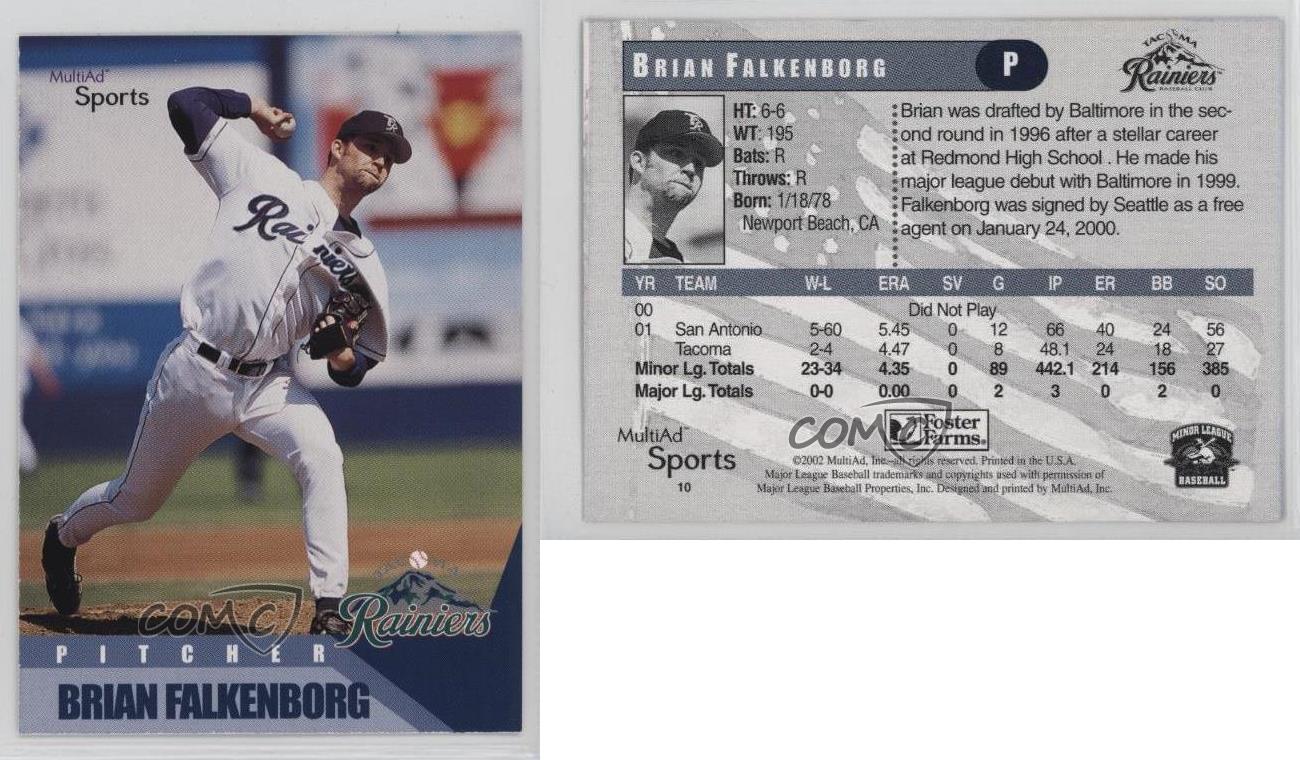 MultiAd
Sports
Rainiers
TACOMA
Rainiers
COMC
PITCHER
BRIAN FALKENBORG
BRIAN FALKENBORG P
TACOMA
Rainiers
BASEBALL CLUB
HT: 6-6
WT: 195
Bats: R
Throws: R
Born: 1/18/78
Newport Beach, CA
Brian was drafted by Baltimore in the sec-
ond round in 1996 after a stellar career
at Redmond High School . He made his
major league debut with Baltimore in 1999.
Falkenborg was signed by Seattle as a free
agent on January 24, 2000.
YR TEAM W-L ERA SV G IP ER BB SO
00 Did Not Play
01 San Antonio 5-60 5.45 0 12 66 40 24 56
Tacoma 2-4 4.47 0 8 48.1 24 18 27
Minor Lg. Totals 23-34 4.35 0 89 442.1 214 156 385
Major Lg. Totals 0-0 0.00 0 2 3 0 2 0
COMC
Foster
Farms®
MultiAd™
Sports
10
©2002 MultiAd, Inc. all rights reserved. Printed in the U.S.A.
Major League Baseball trademarks and copyrights used with permission of
Major League Baseball Properties, Inc. Designed and printed by MultiAd, Inc.
MINOR LEAGUE
BASEBALL